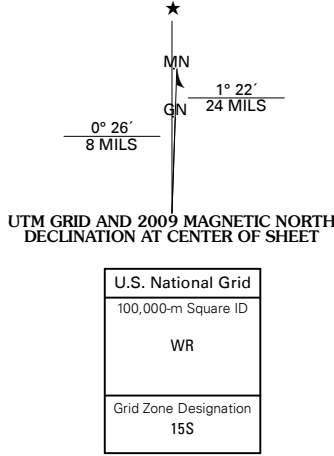 ★
MN
1° 22´
GN
24 MILS
0° 26´
8 MILS
UTM GRID AND 2009 MAGNETIC NORTH
DECLINATION AT CENTER OF SHEET
U.S. National Grid
100,000-m Square ID
WR
Grid Zone Designation
15S